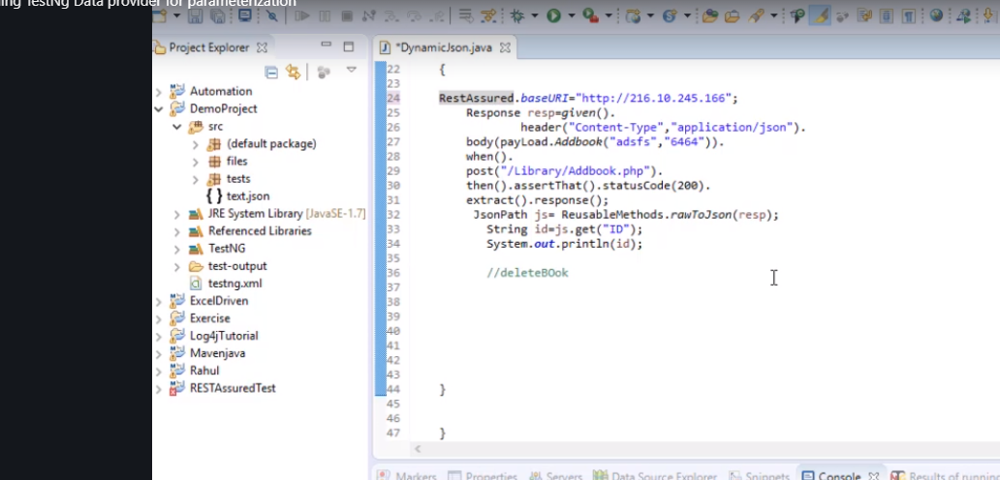 ing TestNg Data provider for parameterization
Project Explorer
*DynamicJson.java
Automation
DemoProject
src
(default package)
files
tests
text.json
JRE System Library [JavaSE-1.7]
Referenced Libraries
TestNG
test-output
testng.xml
ExcelDriven
Exercise
Log4jTutorial
Mavenjava
Rahul
RESTAssuredTest
22 {
23
24 RestAssured.baseURI="http://216.10.245.166";
25 Response resp=given().
26 header("Content-Type","application/json").
27 body(payLoad.Addbook("adsfs","6464")).
28 when().
29 post("/Library/Addbook.php").
30 then().assertThat().statusCode(200).
31 extract().response();
32 JsonPath js= ReusableMethods.rawToJson(resp);
33 String id=js.get("ID");
34 System.out.println(id);
35
36 //deleteBOok
37
38
39
40
41
42
43
44 }
45
46
47 }
Markers Properties Servers Data Source Explorer Snippets Console Results of running